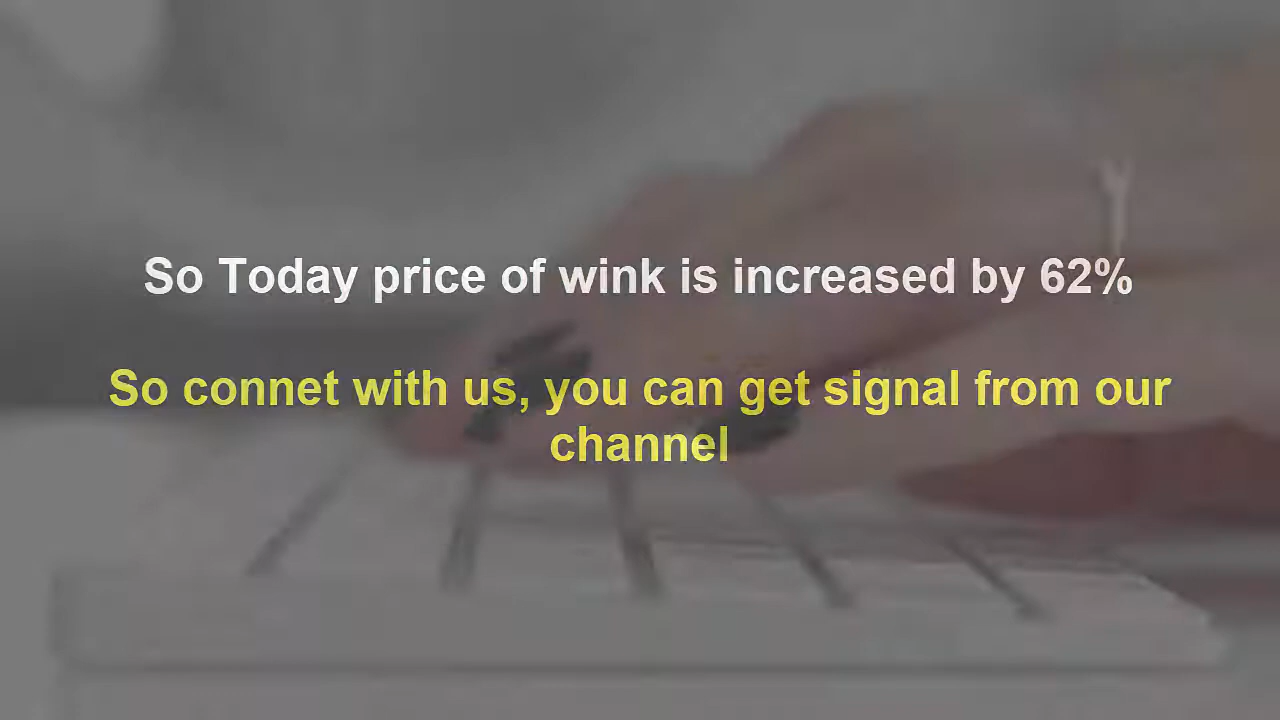 So Today price of wink is increased by 62%
So connet with us, you can get signal from our
channel